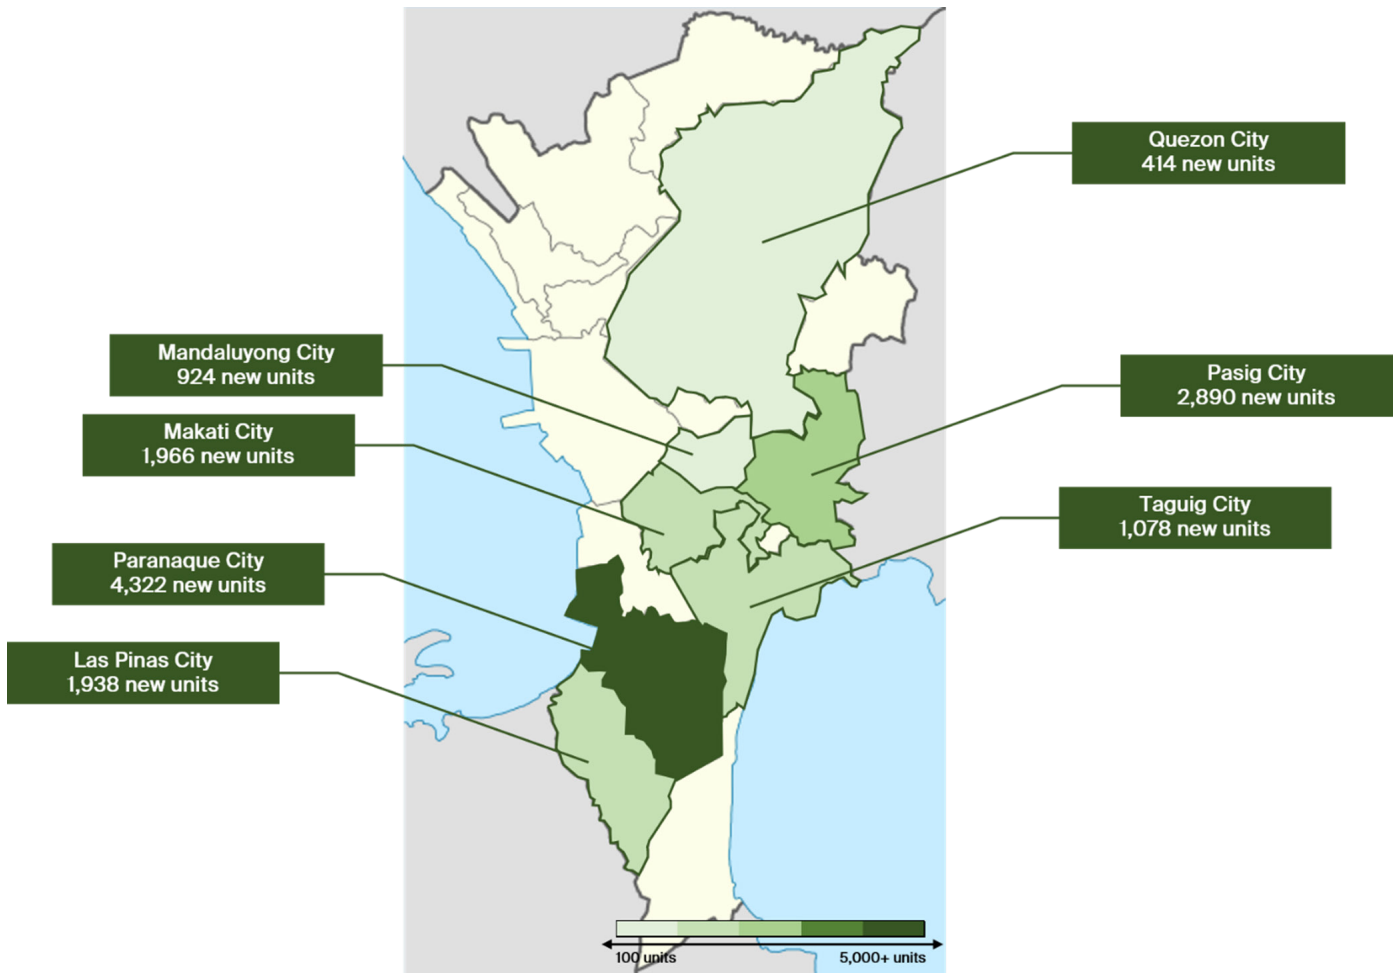 Quezon City
414 new units
Mandaluyong City
924 new units
Pasig City
2,890 new units
Makati City
1,966 new units
Taguig City
1,078 new units
Paranaque City
4,322 new units
Las Pinas City
1,938 new units
100 units
5,000+ units